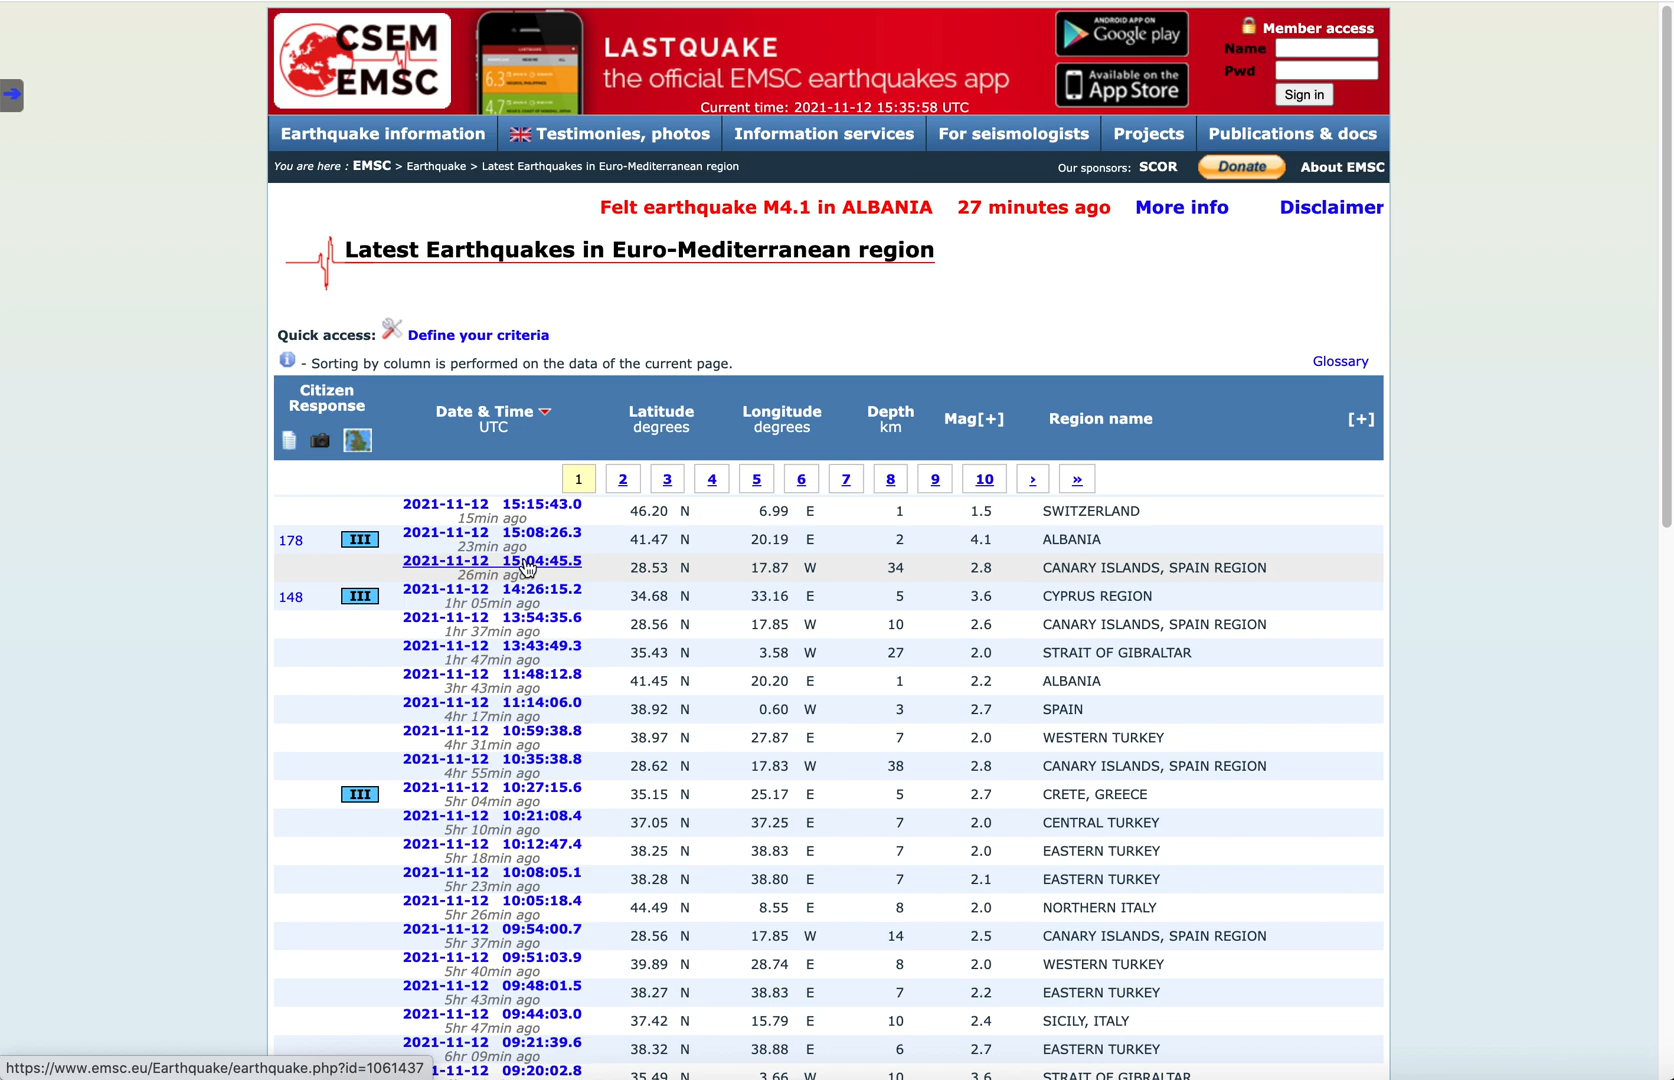 CSEM
EMSC
LASTQUAKE
the official EMSC earthquakes app
Current time: 2021-11-12 15:35:58 UTC
ANDROID APP ON
Google play
Available on the
App Store
Member access
Name
Pwd
Sign in
Earthquake information Testimonies, photos Information services For seismologists Projects Publications & docs
You are here : EMSC > Earthquake > Latest Earthquakes in Euro-Mediterranean region Our sponsors: SCOR Donate About EMSC
Felt earthquake M4.1 in ALBANIA 27 minutes ago More info Disclaimer
Latest Earthquakes in Euro-Mediterranean region
Quick access: Define your criteria
- Sorting by column is performed on the data of the current page. Glossary
Citizen Response Date & Time UTC Latitude degrees Longitude degrees Depth km Mag[+] Region name [+]
1 2 3 4 5 6 7 8 9 10 › »
2021-11-12 15:15:43.0 46.20 N 6.99 E 1 1.5 SWITZERLAND
15min ago
178 III 2021-11-12 15:08:26.3 41.47 N 20.19 E 2 4.1 ALBANIA
23min ago
2021-11-12 15:04:45.5 28.53 N 17.87 W 34 2.8 CANARY ISLANDS, SPAIN REGION
26min ago
148 III 2021-11-12 14:26:15.2 34.68 N 33.16 E 5 3.6 CYPRUS REGION
1hr 05min ago
2021-11-12 13:54:35.6 28.56 N 17.85 W 10 2.6 CANARY ISLANDS, SPAIN REGION
1hr 37min ago
2021-11-12 13:43:49.3 35.43 N 3.58 W 27 2.0 STRAIT OF GIBRALTAR
1hr 47min ago
2021-11-12 11:48:12.8 41.45 N 20.20 E 1 2.2 ALBANIA
3hr 43min ago
2021-11-12 11:14:06.0 38.92 N 0.60 W 3 2.7 SPAIN
4hr 17min ago
2021-11-12 10:59:38.8 38.97 N 27.87 E 7 2.0 WESTERN TURKEY
4hr 31min ago
2021-11-12 10:35:38.8 28.62 N 17.83 W 38 2.8 CANARY ISLANDS, SPAIN REGION
4hr 55min ago
III 2021-11-12 10:27:15.6 35.15 N 25.17 E 5 2.7 CRETE, GREECE
5hr 04min ago
2021-11-12 10:21:08.4 37.05 N 37.25 E 7 2.0 CENTRAL TURKEY
5hr 10min ago
2021-11-12 10:12:47.4 38.25 N 38.83 E 7 2.0 EASTERN TURKEY
5hr 18min ago
2021-11-12 10:08:05.1 38.28 N 38.80 E 7 2.1 EASTERN TURKEY
5hr 23min ago
2021-11-12 10:05:18.4 44.49 N 8.55 E 8 2.0 NORTHERN ITALY
5hr 26min ago
2021-11-12 09:54:00.7 28.56 N 17.85 W 14 2.5 CANARY ISLANDS, SPAIN REGION
5hr 37min ago
2021-11-12 09:51:03.9 39.89 N 28.74 E 8 2.0 WESTERN TURKEY
5hr 40min ago
2021-11-12 09:48:01.5 38.27 N 38.83 E 7 2.2 EASTERN TURKEY
5hr 43min ago
2021-11-12 09:44:03.0 37.42 N 15.79 E 10 2.4 SICILY, ITALY
5hr 47min ago
2021-11-12 09:21:39.6 38.32 N 38.88 E 6 2.7 EASTERN TURKEY
6hr 09min ago
1-11-12 09:20:02.8 35.49 N 3.66 W 10 3.6 STRAIT OF GIBRALTAR
https://www.emsc.eu/Earthquake/earthquake.php?id=1061437